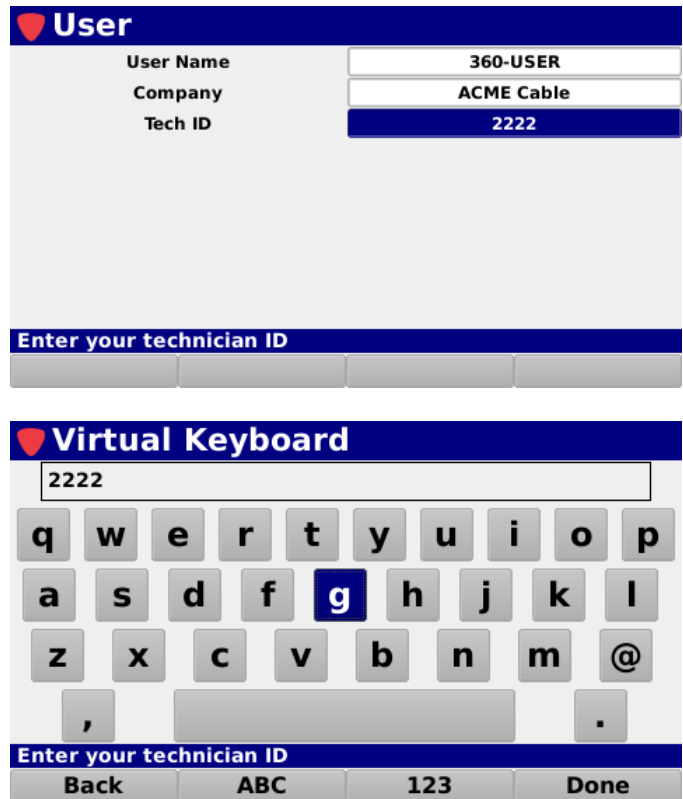 User
User Name 360-USER
Company ACME Cable
Tech ID 2222
Enter your technician ID
Virtual Keyboard
2222
q w e r t y u i o p
a s d f g h j k l
z x c v b n m @
, .
Enter your technician ID
Back ABC 123 Done